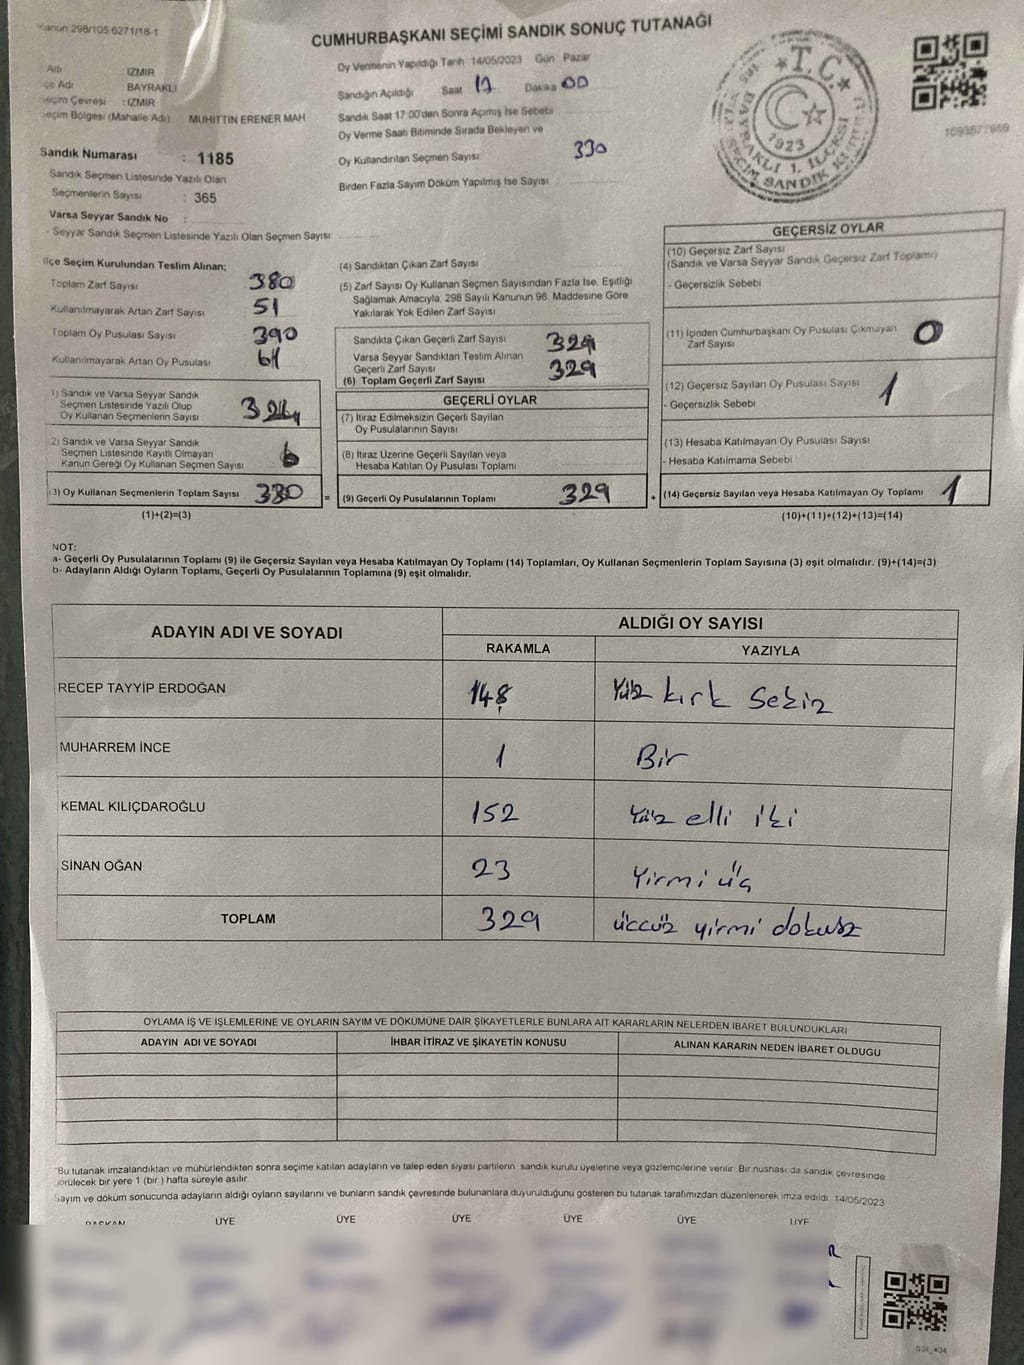 Kanun 298/105 6271/18-1
CUMHURBAŞKANI SEÇİMİ SANDIK SONUÇ TUTANAĞI
Adı İZMİR
İlçe Adı BAYRAKLI
Seçim Çevresi : İZMİR
Seçim Bölgesi (Mahalle Adı) MUHİTTİN ERENER MAH
Sandık Numarası : 1185
Sandık Seçmen Listesinde Yazılı Olan
Seçmenlerin Sayısı : 365
Varsa Seyyar Sandık No :
- Seyyar Sandık Seçmen Listesinde Yazılı Olan Seçmen Sayısı
Oy Vermenin Yapıldığı Tarih 14/05/2023 Gün Pazar
Sandığın Açıldığı Saat 17 Dakika 00
Sandık Saat 17:00'den Sonra Açımış İse Sebebi
Oy Verme Saati Bitiminde Sırada Bekleyen ve
Oy Kullandırılan Seçmen Sayısı 330
Birden Fazla Sayım Döküm Yapılmış İse Sayısı
T.C.
BAYRAKLI 1. İLÇESİ
1923
1093577959
İlçe Seçim Kurulundan Teslim Alınan;
Toplam Zarf Sayısı 380
Kullanılmayarak Artan Zarf Sayısı 51
Toplam Oy Pusulası Sayısı 390
Kullanılmayarak Artan Oy Pusulası 61
1) Sandık ve Varsa Seyyar Sandık
Seçmen Listesinde Yazılı Olup
Oy Kullanan Seçmenlerin Sayısı 324
2) Sandık ve Varsa Seyyar Sandık
Seçmen Listesinde Kayıtlı Olmayan
Kanun Gereği Oy Kullanan Seçmen Sayısı 6
(3) Oy Kullanan Seçmenlerin Toplam Sayısı 330 =
(1)+(2)=(3)
(4) Sandıktan Çıkan Zarf Sayısı
(5) Zarf Sayısı Oy Kullanan Seçmen Sayısından Fazla İse, Eşitliği
Sağlamak Amacıyla, 298 Sayılı Kanunun 98. Maddesine Göre
Yakılarak Yok Edilen Zarf Sayısı
Sandıkta Çıkan Geçerli Zarf Sayısı 329
Varsa Seyyar Sandıktan Teslim Alınan
Geçerli Zarf Sayısı 329
(6) Toplam Geçerli Zarf Sayısı
GEÇERLİ OYLAR
(7) İtiraz Edilmeksizin Geçerli Sayılan
Oy Pusulalarının Sayısı
(8) İtiraz Üzerine Geçerli Sayılan veya
Hesaba Katılan Oy Pusulası Toplamı
(9) Geçerli Oy Pusulalarının Toplamı 329 +
GEÇERSİZ OYLAR
(10) Geçersiz Zarf Sayısı
(Sandık ve Varsa Seyyar Sandık Geçersiz Zarf Toplamı)
- Geçersizlik Sebebi
(11) İçinden Cumhurbaşkanı Oy Pusulası Çıkmayan
Zarf Sayısı 0
(12) Geçersiz Sayılan Oy Pusulası Sayısı 1
- Geçersizlik Sebebi
(13) Hesaba Katılmayan Oy Pusulası Sayısı
- Hesaba Katılmama Sebebi
(14) Geçersiz Sayılan veya Hesaba Katılmayan Oy Toplamı 1
(10)+(11)+(12)+(13)=(14)
NOT:
a- Geçerli Oy Pusulalarının Toplamı (9) ile Geçersiz Sayılan veya Hesaba Katılmayan Oy Toplamı (14) Toplamları, Oy Kullanan Seçmenlerin Toplam Sayısına (3) eşit olmalıdır. (9)+(14)=(3)
b- Adayların Aldığı Oyların Toplamı, Geçerli Oy Pusulalarının Toplamına (9) eşit olmalıdır.
ADAYIN ADI VE SOYADI ALDIĞI OY SAYISI
RAKAMLA YAZIYLA
RECEP TAYYİP ERDOĞAN 148 Yüz kırk sekiz
MUHARREM İNCE 1 Bir
KEMAL KILIÇDAROĞLU 152 Yüz elli iki
SİNAN OĞAN 23 Yirmi üç
TOPLAM 329 üccüz yirmi dokusz
OYLAMA İŞ VE İŞLEMLERİNE VE OYLARIN SAYIM VE DÖKÜMÜNE DAİR ŞİKAYETLERLE BUNLARA AİT KARARLARIN NELERDEN İBARET BULUNDUKLARI
ADAYIN ADI VE SOYADI İHBAR İTİRAZ VE ŞİKAYETİN KONUSU ALINAN KARARIN NEDEN İBARET OLDUĞU
*Bu tutanak imzalandıktan ve mühürlendikten sonra seçime katılan adayların ve talep eden siyasi partilerin sandık kurulu üyelerine veya gözlemcilerine verilir. Bir nüshası da sandık çevresinde
görülecek bir yere 1 (bir ) hafta süreyle asılır.
Sayım ve döküm sonucunda adayların aldığı oyların sayılarını ve bunların sandık çevresinde bulunanlara duyurulduğunu gösteren bu tutanak tarafımızdan düzenlenerek imza edildi. 14/05/2023
BAŞKAN ÜYE ÜYE ÜYE ÜYE ÜYE ÜYE
SSI_404